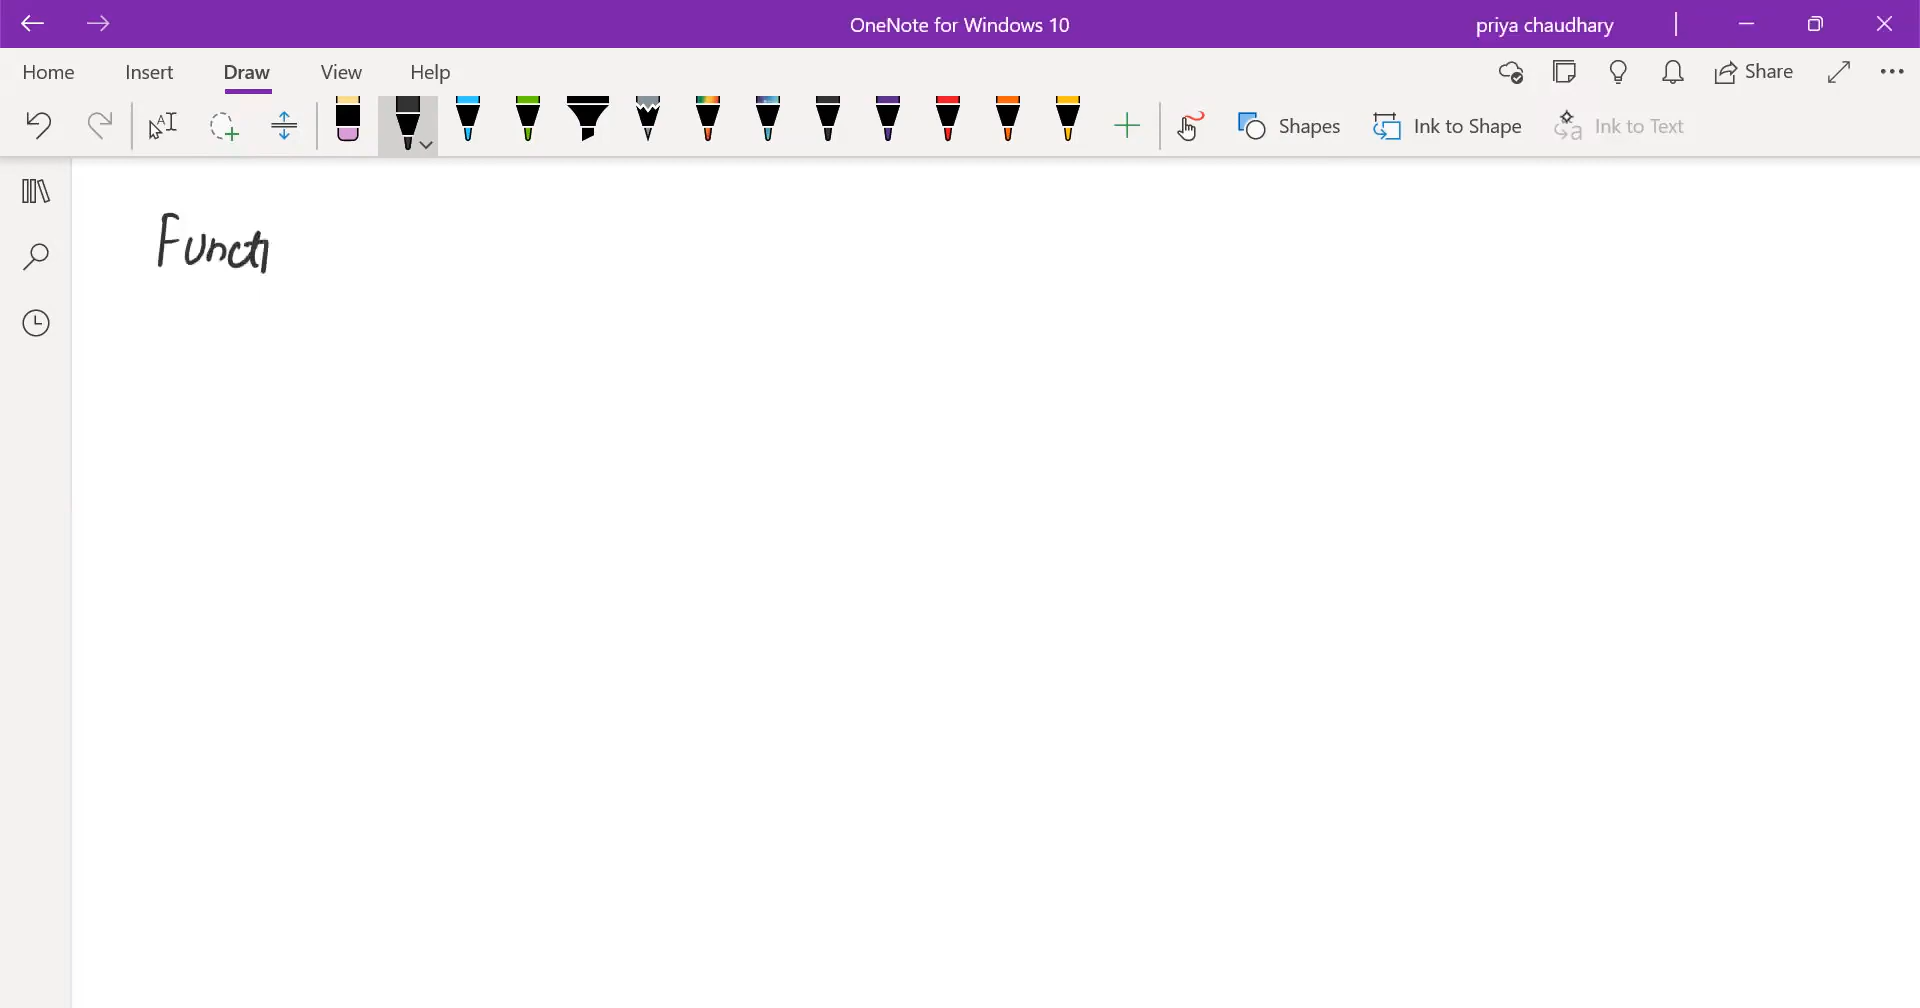 OneNote for Windows 10
priya chaudhary
Home Insert Draw View Help
Share
Shapes
Ink to Shape
Ink to Text
Functi